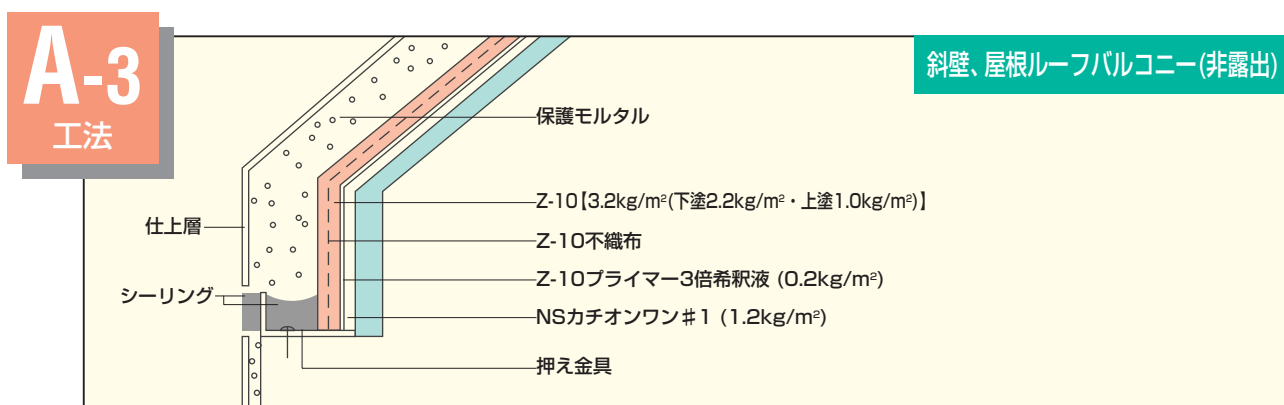 A-3
工法
斜壁、屋根ルーフバルコニー(非露出)
保護モルタル
Z-10【3.2kg/m²(下塗2.2kg/m²・上塗1.0kg/m²)】
仕上層
Z-10不織布
Z-10プライマー3倍希釈液 (0.2kg/m²)
シーリング
NSカチオンワン♯1 (1.2kg/m²)
押え金具